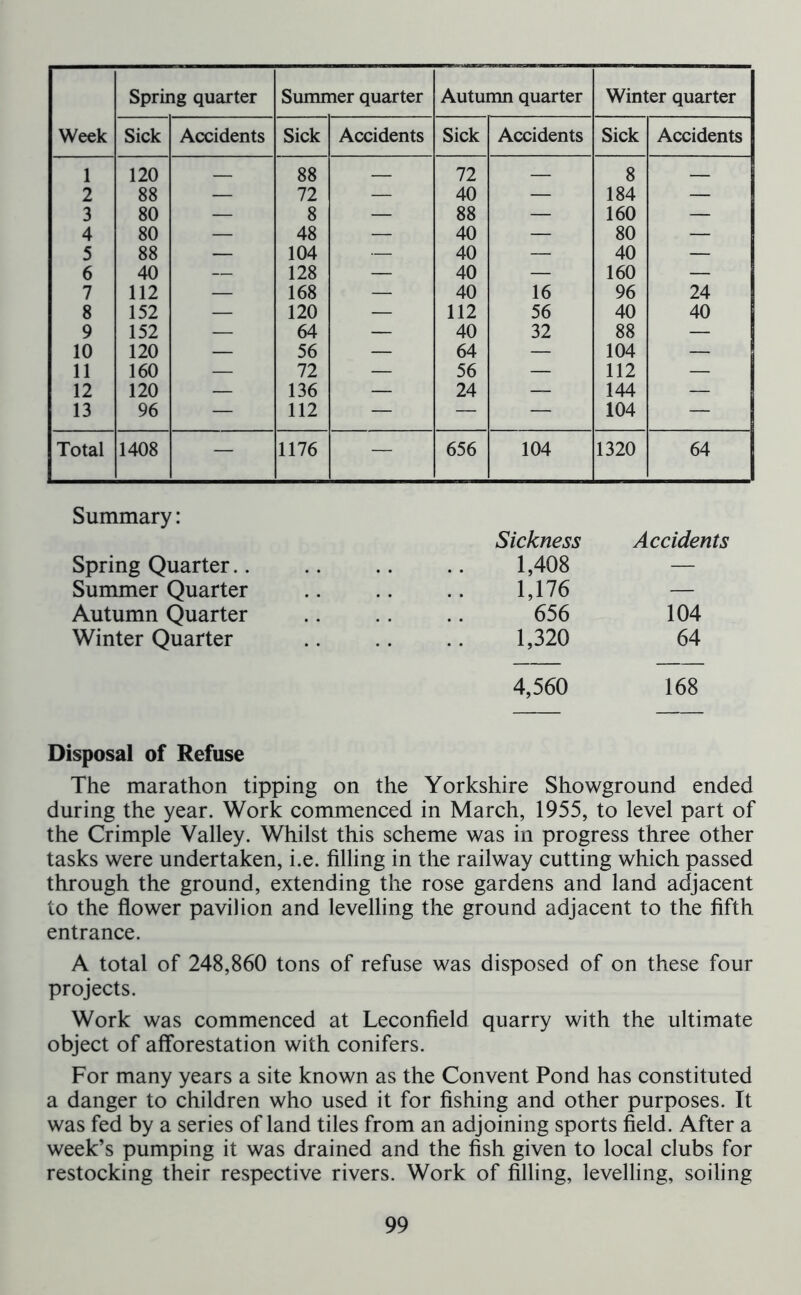 Spring quarter Summer quarter Autumn quarter Winter quarter
Week Sick Accidents Sick Accidents Sick Accidents Sick Accidents
1 120 — 88 — 72 — 8 —
2 88 — 72 — 40 — 184 —
3 80 — 8 — 88 — 160 —
4 80 — 48 — 40 — 80 —
5 88 — 104 — 40 — 40 —
6 40 — 128 — 40 — 160 —
7 112 — 168 — 40 16 96 24
8 152 — 120 — 112 56 40 40
9 152 — 64 — 40 32 88 —
10 120 — 56 — 64 — 104 —
11 160 — 72 — 56 — 112 —
12 120 — 136 — 24 — 144 —
13 96 — 112 — — — 104 —
Total 1408 — 1176 — 656 104 1320 64
Summary:
Sickness Accidents
Spring Quarter.. .. .. .. 1,408 —
Summer Quarter .. .. .. 1,176 —
Autumn Quarter .. .. .. 656 104
Winter Quarter .. .. .. 1,320 64
4,560 168
Disposal of Refuse
The marathon tipping on the Yorkshire Showground ended
during the year. Work commenced in March, 1955, to level part of
the Crimple Valley. Whilst this scheme was in progress three other
tasks were undertaken, i.e. filling in the railway cutting which passed
through the ground, extending the rose gardens and land adjacent
to the flower pavilion and levelling the ground adjacent to the fifth
entrance.
A total of 248,860 tons of refuse was disposed of on these four
projects.
Work was commenced at Leconfield quarry with the ultimate
object of afforestation with conifers.
For many years a site known as the Convent Pond has constituted
a danger to children who used it for fishing and other purposes. It
was fed by a series of land tiles from an adjoining sports field. After a
week's pumping it was drained and the fish given to local clubs for
restocking their respective rivers. Work of filling, levelling, soiling
99